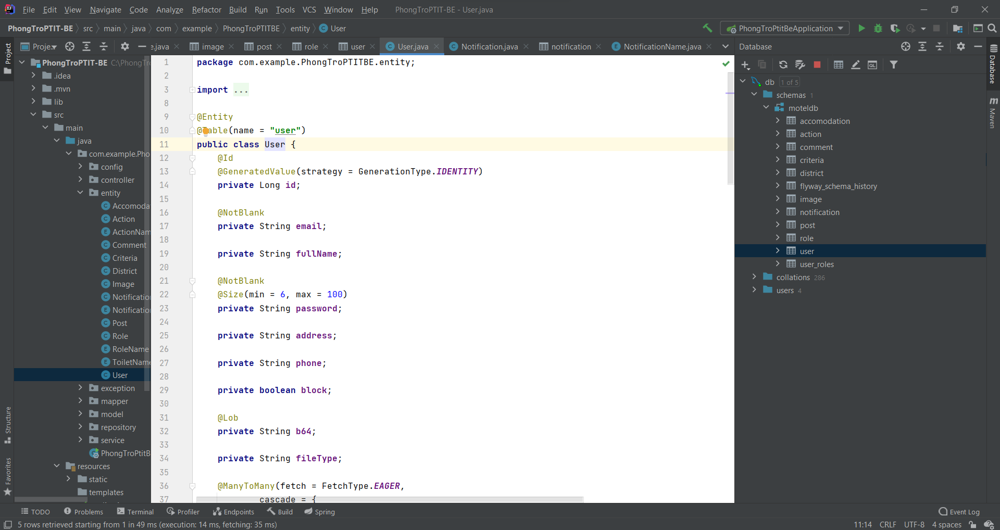 File Edit View Navigate Code Analyze Refactor Build Run Tools VCS Window Help PhongTroPTIT-BE - User.java
PhongTroPTIT-BE src main java com example PhongTroPTITBE entity User PhongTroPtitBeApplication
Project
Structure
Favorites
Proje...
PhongTroPTIT-BE C:\PhongTr
.idea
.mvn
lib
src
main
java
com.example.Pho
config
controller
entity
Accomoda
Action
ActionNam
Comment
Criteria
District
Image
Notificatio
Notificatio
Post
Role
RoleName
ToiletName
User
exception
mapper
model
repository
service
PhongTroPtitB
resources
static
templates
e.java image post role user User.java Notification.java notification NotificationName.java
1 package com.example.PhongTroPTITBE.entity;
2
3 import ...
8
9 @Entity
10 @Table(name = "user")
11 public class User {
12 @Id
13 @GeneratedValue(strategy = GenerationType.IDENTITY)
14 private Long id;
15
16 @NotBlank
17 private String email;
18
19 private String fullName;
20
21 @NotBlank
22 @Size(min = 6, max = 100)
23 private String password;
24
25 private String address;
26
27 private String phone;
28
29 private boolean block;
30
31 @Lob
32 private String b64;
33
34 private String fileType;
35
36 @ManyToMany(fetch = FetchType.EAGER,
37 cascade = {
Database
db 1 of 5
schemas 1
moteldb
accomodation
action
comment
criteria
district
flyway_schema_history
image
notification
post
role
user
user_roles
collations 286
users 4
Database
Maven
TODO Problems Terminal Profiler Endpoints Build Spring Event Log
5 rows retrieved starting from 1 in 49 ms (execution: 14 ms, fetching: 35 ms) 11:14 CRLF UTF-8 4 spaces